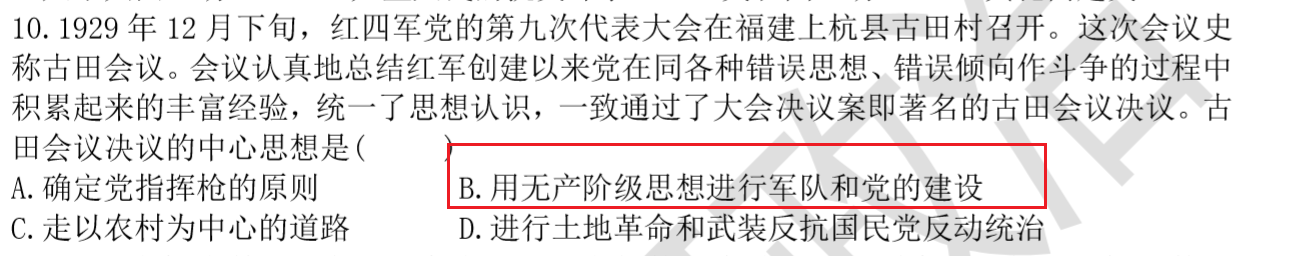 10.1929年12月下旬，红四军党的第九次代表大会在福建上杭县古田村召开。这次会议史
称古田会议。会议认真地总结红军创建以来党在同各种错误思想、错误倾向作斗争的过程中
积累起来的丰富经验，统一了思想认识，一致通过了大会决议案即著名的古田会议决议。古
田会议决议的中心思想是(    )
A.确定党指挥枪的原则 B.用无产阶级思想进行军队和党的建设
C.走以农村为中心的道路 D.进行土地革命和武装反抗国民党反动统治